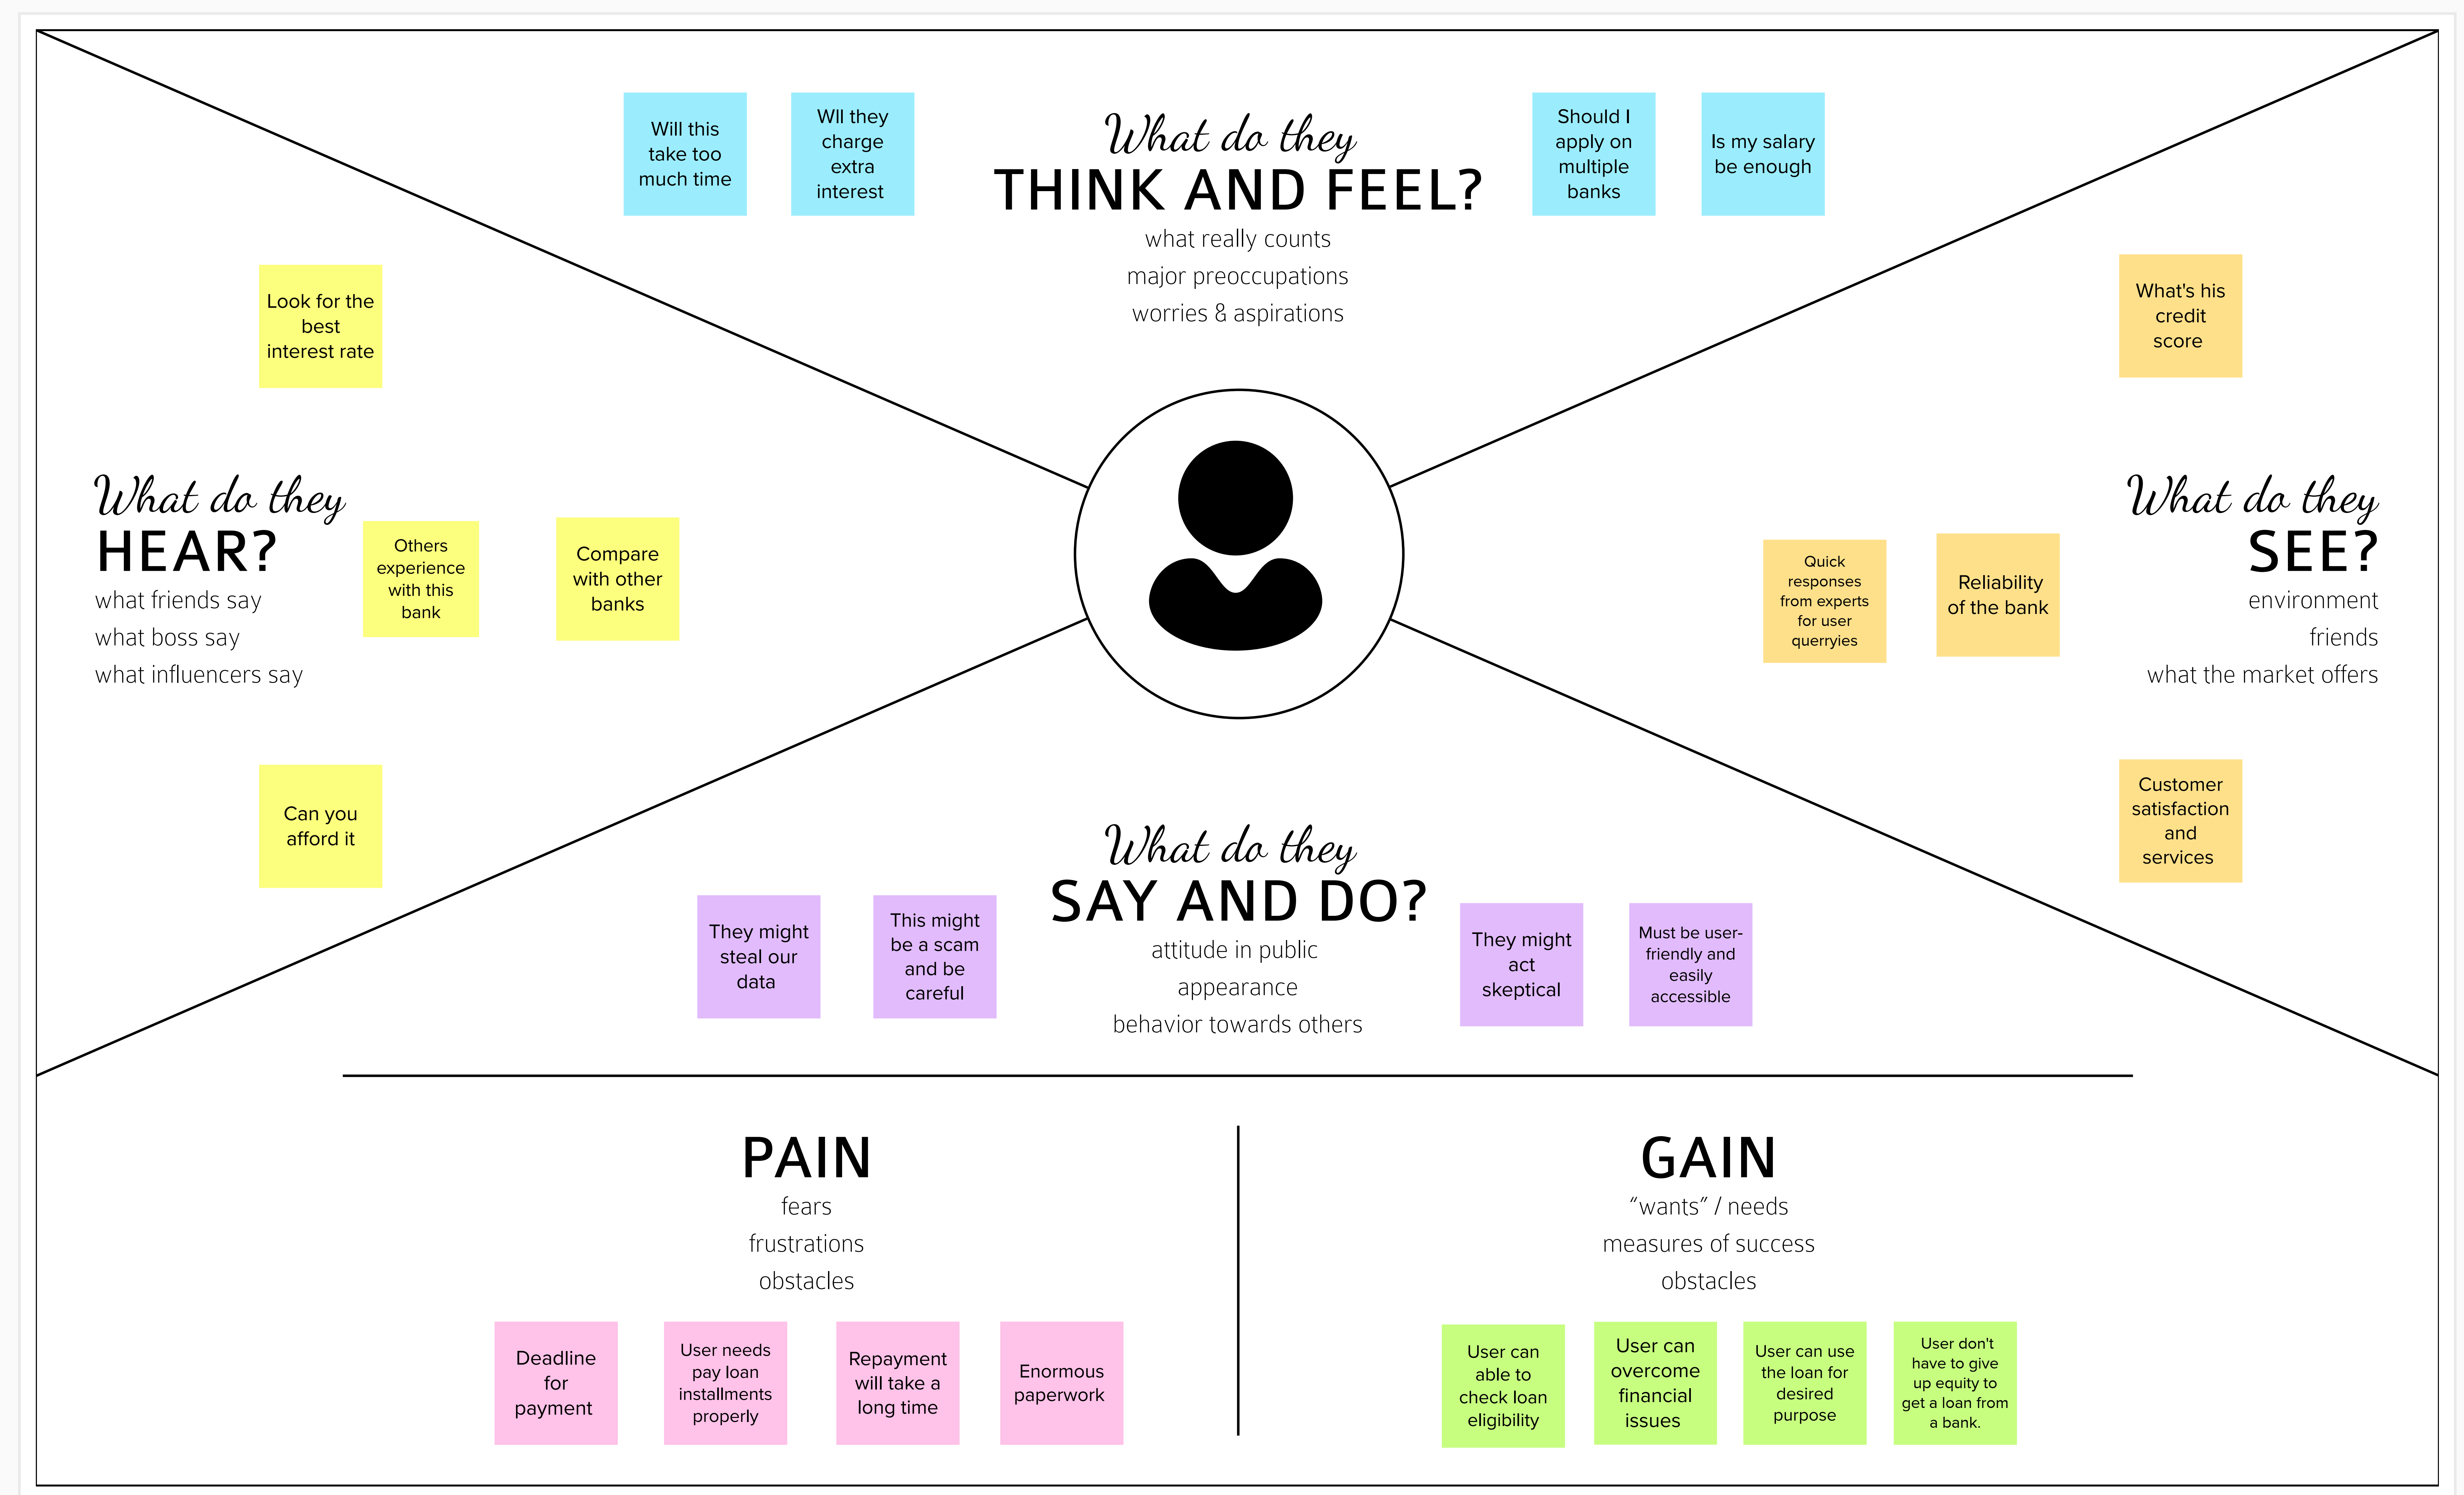 Will this
take too
much time
WIl they
charge
extra
interest
What do they
THINK AND FEEL?
what really counts
major preoccupations
worries & aspirations
Should I
apply on
multiple
banks
Is my salary
be enough
Look for the
best
interest rate
What do they
HEAR?
what friends say
what boss say
what influencers say
Others
experience
with this
bank
Compare
with other
banks
Can you
afford it
What's his
credit
score
Quick
responses
from experts
for user
querryies
Reliability
of the bank
What do they
SEE?
environment
friends
what the market offers
Customer
satisfaction
and
services
They might
steal our
data
This might
be a scam
and be
careful
What do they
SAY AND DO?
attitude in public
appearance
behavior towards others
They might
act
skeptical
Must be user-
friendly and
easily
accessible
PAIN
fears
frustrations
obstacles
Deadline
for
payment
User needs
pay loan
installments
properly
Repayment
will take a
long time
Enormous
paperwork
GAIN
“wants” / needs
measures of success
obstacles
User can
able to
check loan
eligibility
User can
overcome
financial
issues
User can use
the loan for
desired
purpose
User don't
have to give
up equity to
get a loan from
a bank.